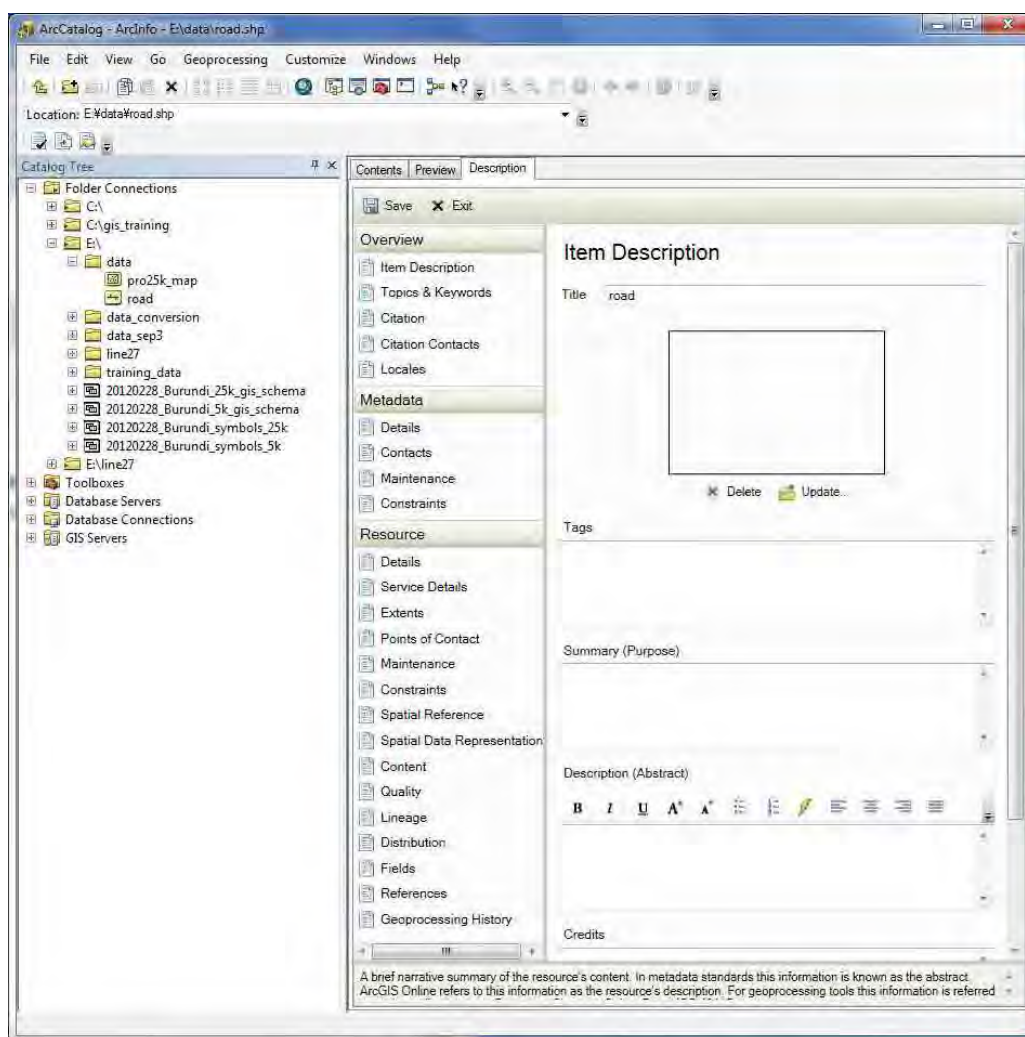 ArcCatalog - ArcInfo - E:\data\road.shp
File Edit View Go Geoprocessing Customize Windows Help
Location: E:¥data¥road.shp
Catalog Tree
Folder Connections
C:\
C:\gis_training
E:\
data
pro25k_map
road
data_conversion
data_sep3
line27
training_data
20120228_Burundi_25k_gis_schema
20120228_Burundi_5k_gis_schema
20120228_Burundi_symbols_25k
20120228_Burundi_symbols_5k
E:\line27
Toolboxes
Database Servers
Database Connections
GIS Servers
Contents Preview Description
Save Exit
Overview
Item Description
Topics & Keywords
Citation
Citation Contacts
Locales
Metadata
Details
Contacts
Maintenance
Constraints
Resource
Details
Service Details
Extents
Points of Contact
Maintenance
Constraints
Spatial Reference
Spatial Data Representation
Content
Quality
Lineage
Distribution
Fields
References
Geoprocessing History
Item Description
Title road
Delete Update...
Tags
Summary (Purpose)
Description (Abstract)
B I U A A
Credits
A brief narrative summary of the resource's content. In metadata standards this information is known as the abstract.
ArcGIS Online refers to this information as the resource's description. For geoprocessing tools this information is referred